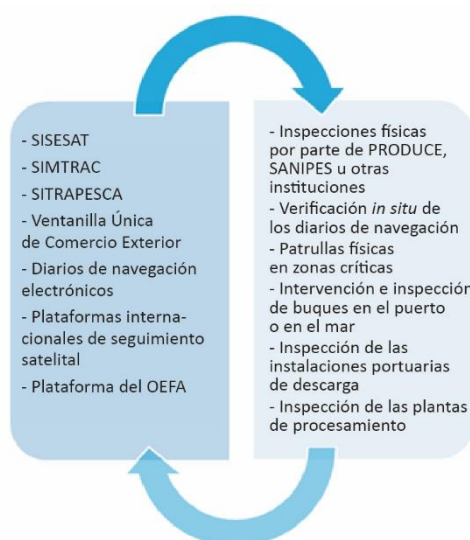 - SISESAT
- SIMTRAC
- SITRAPESCA
- Ventanilla Única
de Comercio Exterior
- Diarios de navegación
electrónicos
- Plataformas interna-
cionales de seguimiento
satelital
- Plataforma del OEFA
- Inspecciones físicas
por parte de PRODUCE,
SANIPES u otras
instituciones
- Verificación in situ de
los diarios de navegación
- Patrullas físicas
en zonas críticas
- Intervención e inspección
de buques en el puerto
o en el mar
- Inspección de las
instalaciones portuarias
de descarga
- Inspección de las plantas
de procesamiento